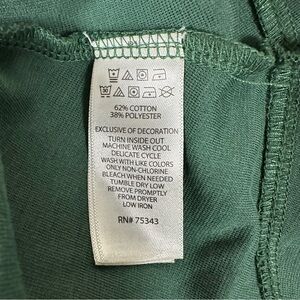 62% COTTON
38% POLYESTER
EXCLUSIVE OF DECORATION
TURN INSIDE OUT
MACHINE WASH COOL
DELICATE CYCLE
WASH WITH LIKE COLORS
ONLY NON-CHLORINE
BLEACH WHEN NEEDED
TUMBLE DRY LOW
REMOVE PROMPTLY
FROM DRYER
LOW IRON
RN# 75343